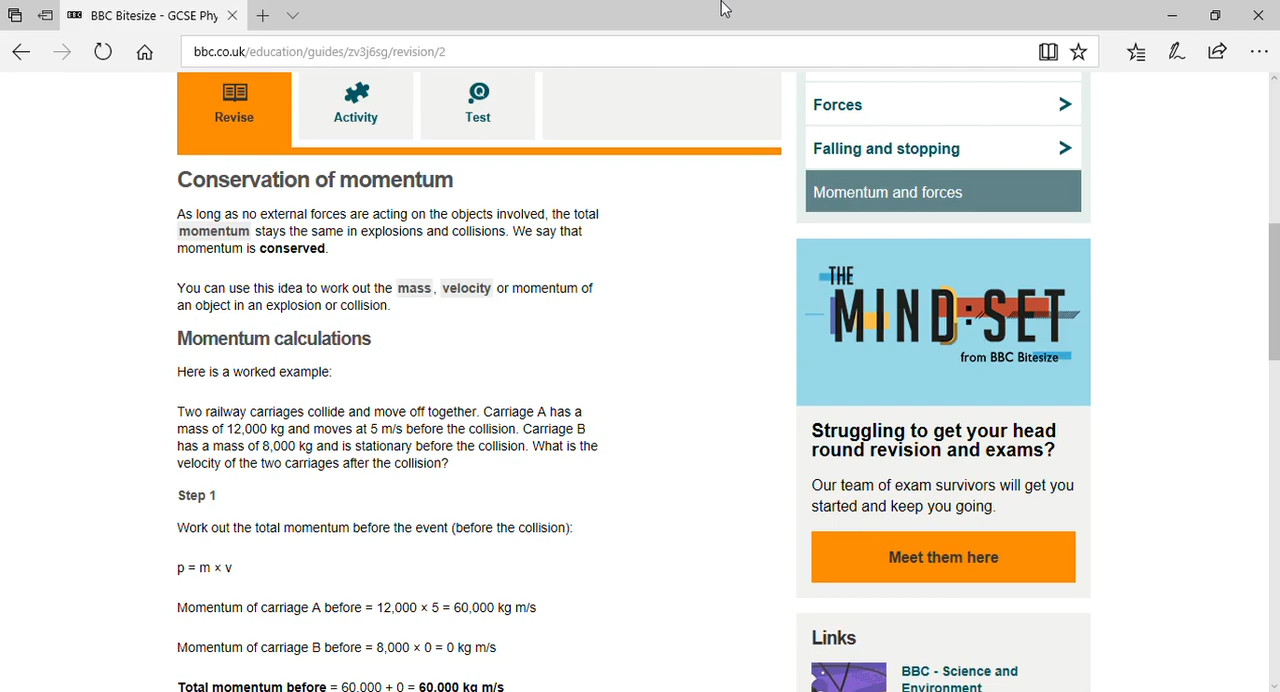 BBC Bitesize - GCSE Phy
bbc.co.uk/education/guides/zv3j6sg/revision/2
Revise
Activity
Test
Conservation of momentum
As long as no external forces are acting on the objects involved, the total
momentum stays the same in explosions and collisions. We say that
momentum is conserved.
You can use this idea to work out the mass, velocity or momentum of
an object in an explosion or collision.
Momentum calculations
Here is a worked example:
Two railway carriages collide and move off together. Carriage A has a
mass of 12,000 kg and moves at 5 m/s before the collision. Carriage B
has a mass of 8,000 kg and is stationary before the collision. What is the
velocity of the two carriages after the collision?
Step 1
Work out the total momentum before the event (before the collision):
p = m × v
Momentum of carriage A before = 12,000 × 5 = 60,000 kg m/s
Momentum of carriage B before = 8,000 × 0 = 0 kg m/s
Total momentum before = 60,000 + 0 = 60,000 kg m/s
Forces
Falling and stopping
Momentum and forces
THE
MIND:SET
from BBC Bitesize
Struggling to get your head
round revision and exams?
Our team of exam survivors will get you
started and keep you going.
Meet them here
Links
BBC - Science and
Environment